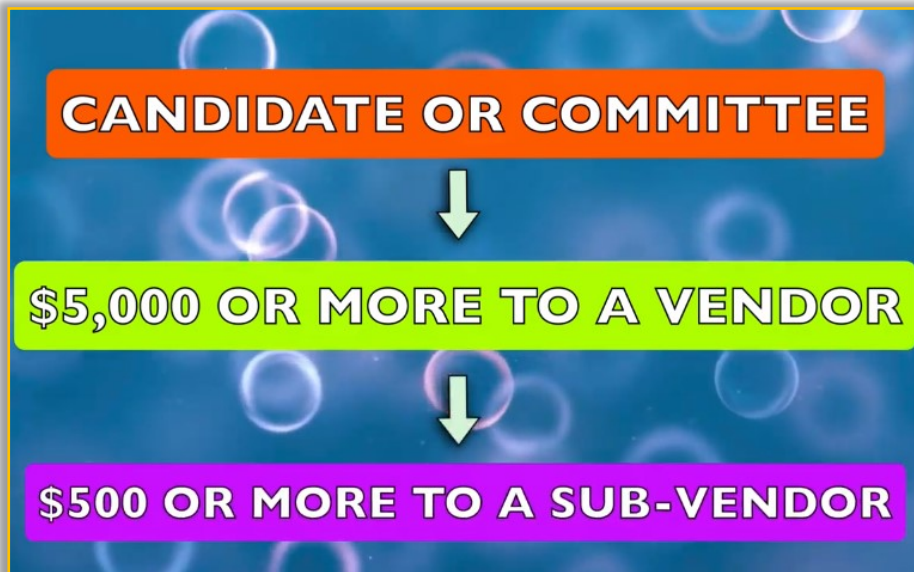 CANDIDATE OR COMMITTEE
$5,000 OR MORE TO A VENDOR
$500 OR MORE TO A SUB-VENDOR